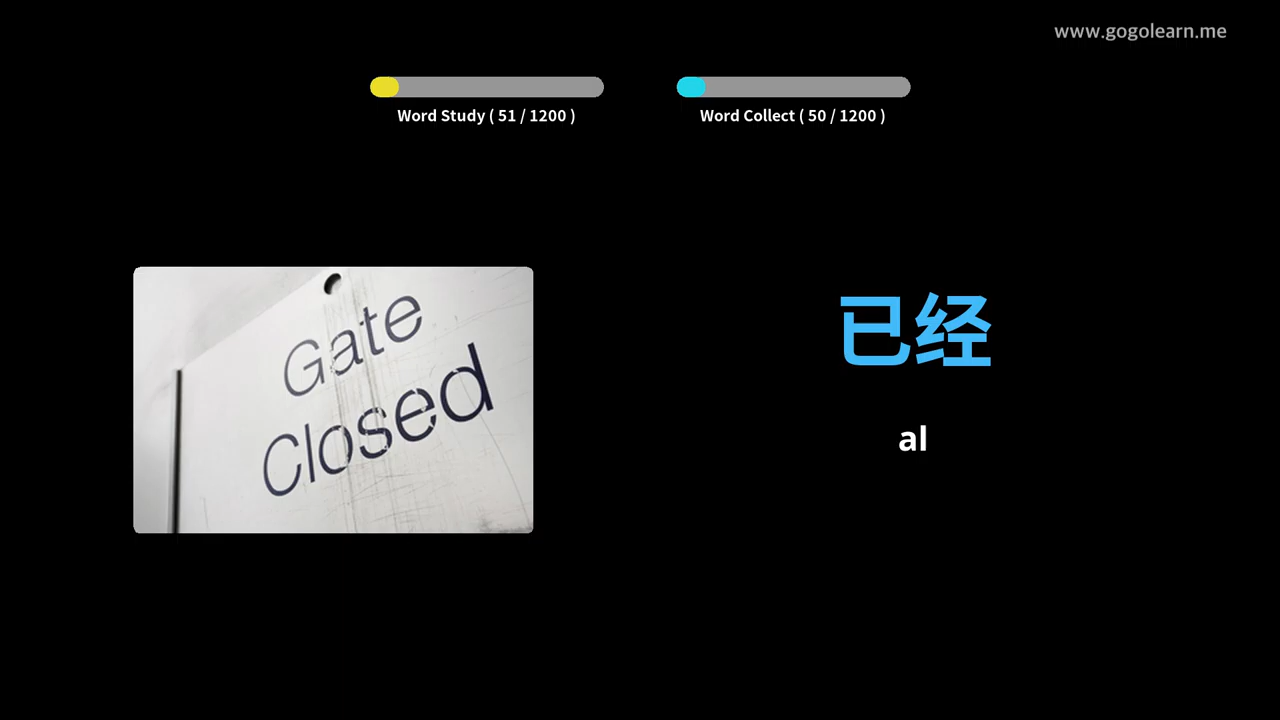 www.gogolearn.me
Word Study ( 51 / 1200 )
Word Collect ( 50 / 1200 )
Gate
Closed
已经
al